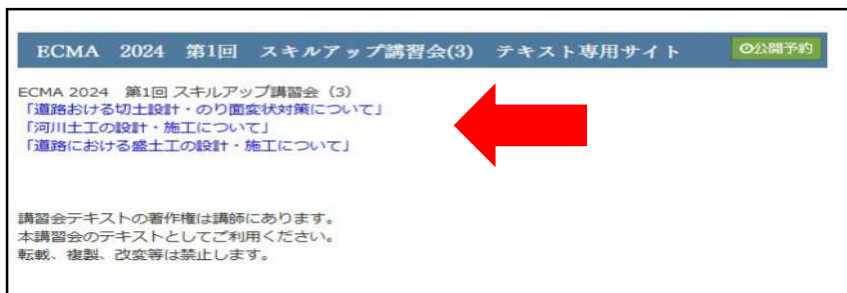 ECMA 2024 第1回 スキルアップ講習会(3) テキスト専用サイト
公開予約
ECMA 2024 第1回 スキルアップ講習会（3）
「道路おける切土設計・のり面変状対策について」
「河川土工の設計・施工について」
「道路における盛土工の設計・施工について」
講習会テキストの著作権は講師にあります。
本講習会のテキストとしてご利用ください。
転載、複製、改変等は禁止します。